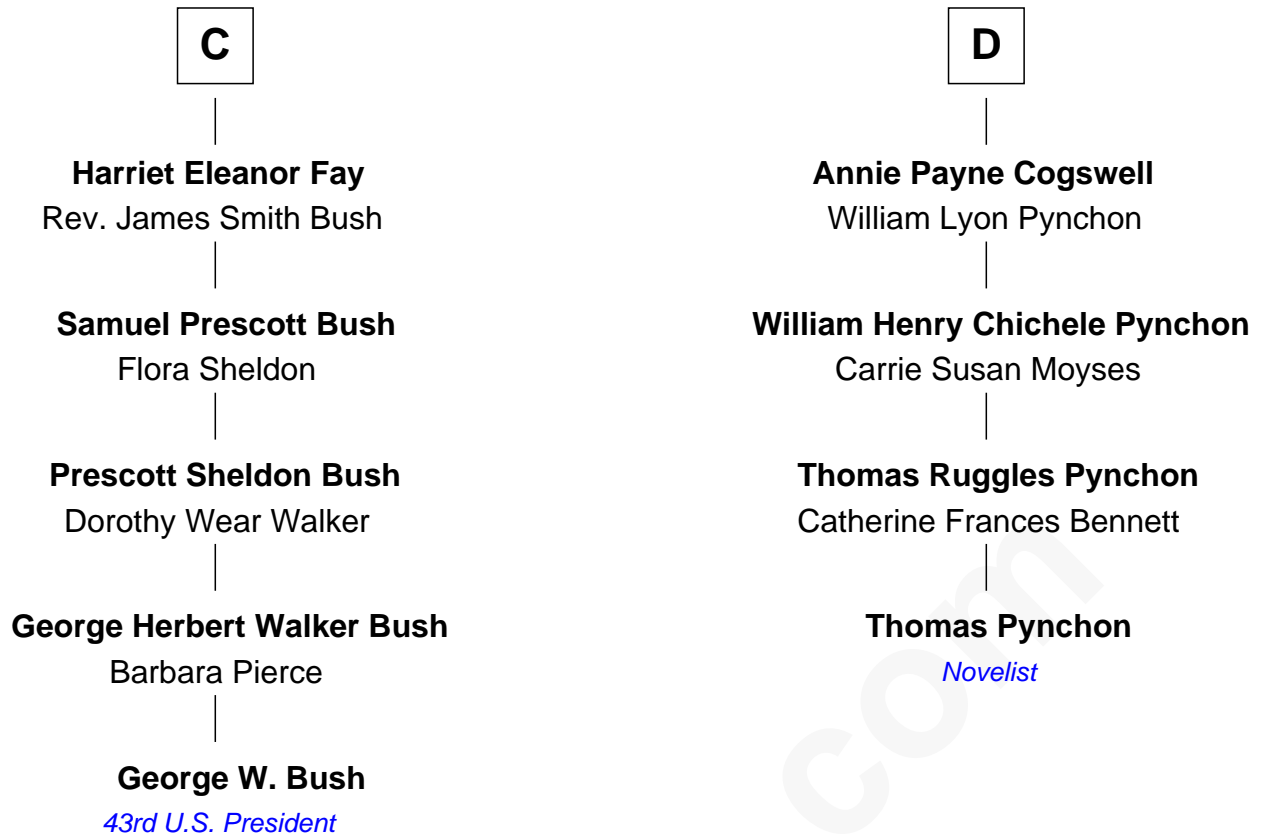 C
Harriet Eleanor Fay
Rev. James Smith Bush
Samuel Prescott Bush
Flora Sheldon
Prescott Sheldon Bush
Dorothy Wear Walker
George Herbert Walker Bush
Barbara Pierce
George W. Bush
43rd U.S. President
D
Annie Payne Cogswell
William Lyon Pynchon
William Henry Chichele Pynchon
Carrie Susan Moyses
Thomas Ruggles Pynchon
Catherine Frances Bennett
Thomas Pynchon
Novelist
com